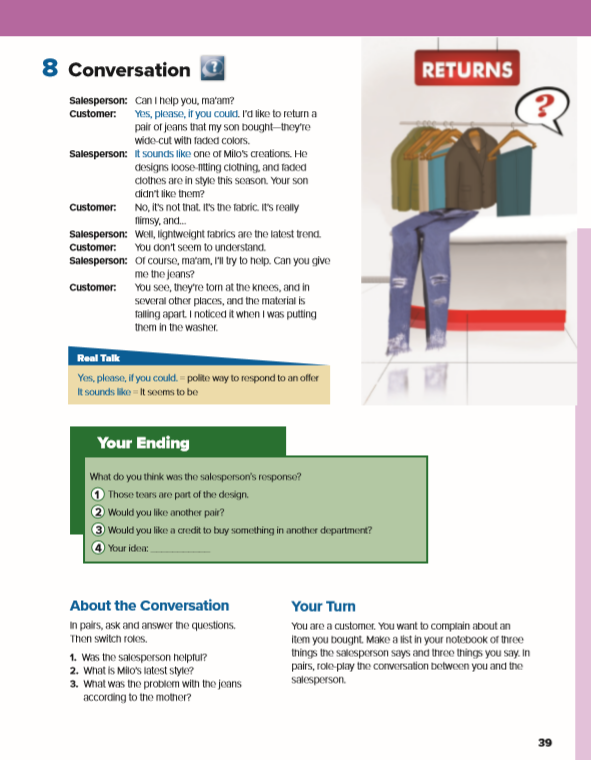 8 Conversation
Salesperson: Can I help you, ma'am?
Customer: Yes, please, if you could. I'd like to return a
pair of jeans that my son bought—they're
wide-cut with faded colors.
Salesperson: It sounds like one of Milo's creations. He
designs loose-fitting clothing, and faded
clothes are in style this season. Your son
didn't like them?
Customer: No, it's not that. It's the fabric. It's really
flimsy, and...
Salesperson: Well, lightweight fabrics are the latest trend.
Customer: You don't seem to understand.
Salesperson: Of course, ma'am, I'll try to help. Can you give
me the jeans?
Customer: You see, they're torn at the knees, and in
several other places, and the material is
falling apart. I noticed it when I was putting
them in the washer.
RETURNS
?
Real Talk
Yes, please, if you could. = polite way to respond to an offer
It sounds like = It seems to be
Your Ending
What do you think was the salesperson's response?
1 Those tears are part of the design.
2 Would you like another pair?
3 Would you like a credit to buy something in another department?
4 Your idea: ____________
About the Conversation
In pairs, ask and answer the questions.
Then switch roles.
1. Was the salesperson helpful?
2. What is Milo's latest style?
3. What was the problem with the jeans
according to the mother?
Your Turn
You are a customer. You want to complain about an
item you bought. Make a list in your notebook of three
things the salesperson says and three things you say. In
pairs, role-play the conversation between you and the
salesperson.
39